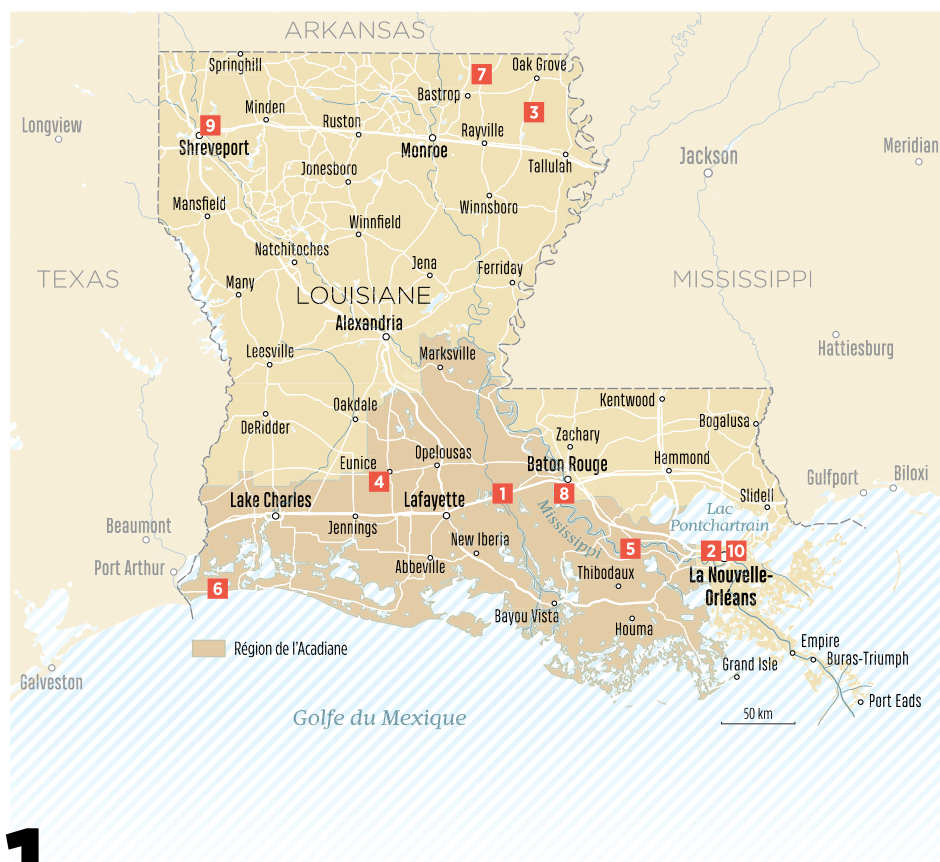 ARKANSAS
Springhill
Oak Grove
7
Bastrop
Minden
3
Longview
9
Ruston
Rayville
Shreveport
Monroe
Meridian
Jackson
Tallulah
Jonesboro
Mansfield
Winnsboro
Winnfield
Natchitoches
Jena
Ferriday
TEXAS
Many
MISSISSIPPI
LOUISIANE
Alexandria
Hattiesburg
Leesville
Marksville
Oakdale
Kentwood
DeRidder
Bogalusa
Zachary
Opelousas
Eunice
Baton Rouge
Hammond
4
Gulfport
Biloxi
1
8
Lake Charles
Lafayette
Slidell
Lac
Pontchartrain
Mississippi
Beaumont
Jennings
New Iberia
5
2
10
Port Arthur
Abbeville
Thibodaux
La Nouvelle-
Orléans
6
Bayou Vista
Houma
Région de l'Acadiane
Empire
Buras-Triumph
Grand Isle
Galveston
Port Eads
Golfe du Mexique
50 km
1